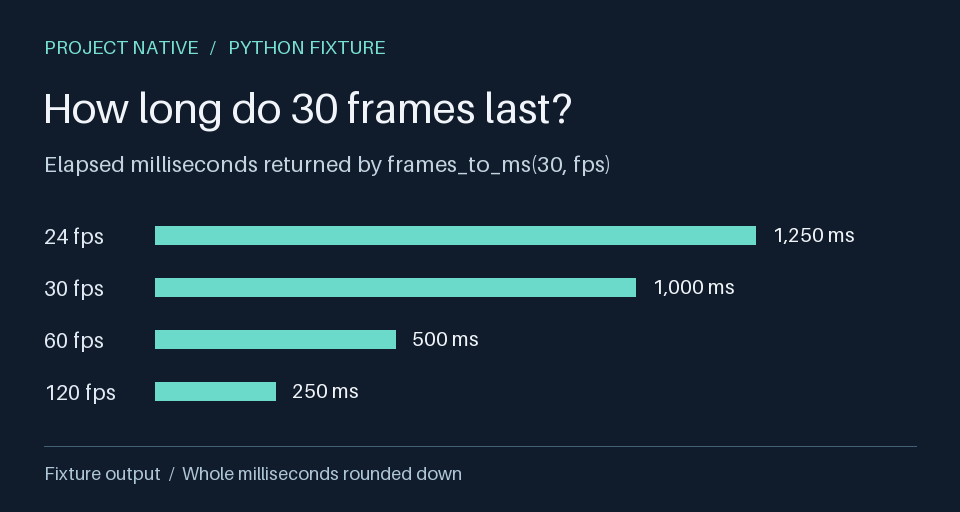 PROJECT NATIVE / PYTHON FIXTURE
How long do 30 frames last?
Elapsed milliseconds returned by frames_to_ms(30, fps)
24 fps 1,250 ms
30 fps 1,000 ms
60 fps 500 ms
120 fps 250 ms
Fixture output / Whole milliseconds rounded down